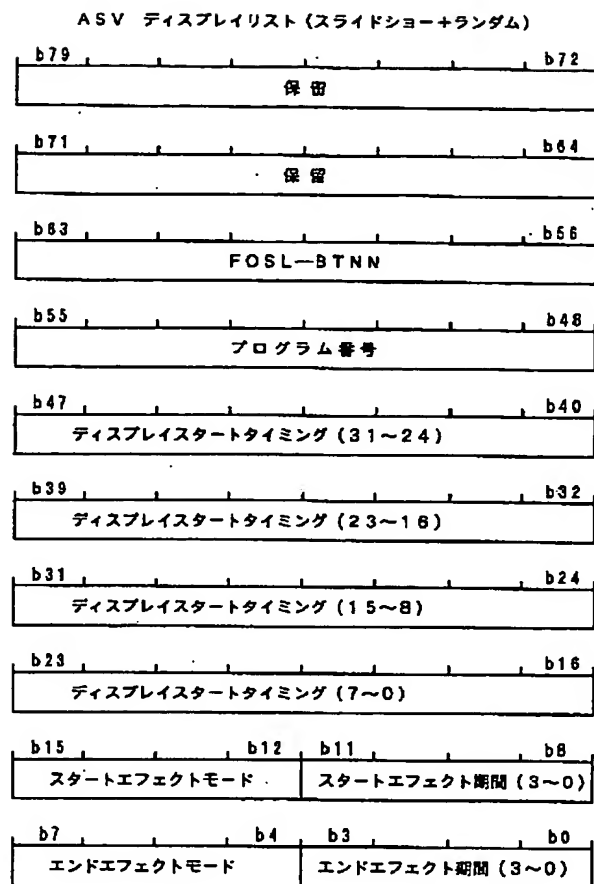 ASV ディスプレイリスト(スライドショー+ランダム)
b79 b72
保留
b71 b64
保留
b63 b56
FOSL—BTNN
b55 b48
プログラム番号
b47 b40
ディスプレイスタートタイミング(31~24)
b39 b32
ディスプレイスタートタイミング(23~16)
b31 b24
ディスプレイスタートタイミング(15~8)
b23 b16
ディスプレイスタートタイミング(7~0)
b15 b12 b11 b8
スタートエフェクトモード スタートエフェクト期間(3~0)
b7 b4 b3 b0
エンドエフェクトモード エンドエフェクト期間(3~0)